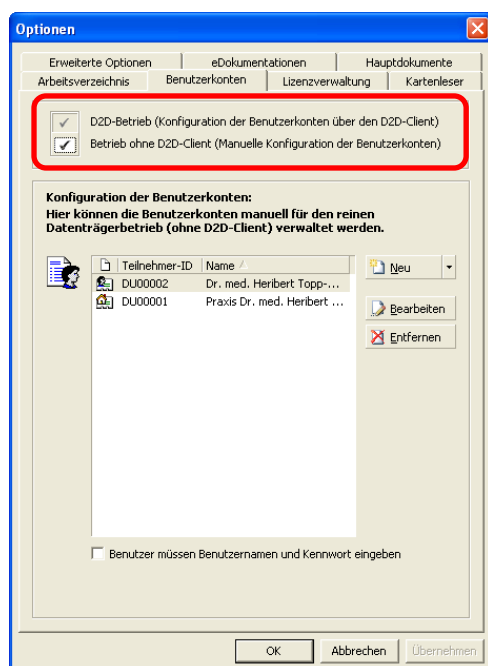 Optionen
Erweiterte Optionen eDokumentationen Hauptdokumente
Arbeitsverzeichnis Benutzerkonten Lizenzverwaltung Kartenleser
D2D-Betrieb (Konfiguration der Benutzerkonten über den D2D-Client)
Betrieb ohne D2D-Client (Manuelle Konfiguration der Benutzerkonten)
Konfiguration der Benutzerkonten:
Hier können die Benutzerkonten manuell für den reinen
Datenträgerbetrieb (ohne D2D-Client) verwaltet werden.
Teilnehmer-ID Name
DU00002 Dr. med. Heribert Topp-...
DU00001 Praxis Dr. med. Heribert ...
Neu
Bearbeiten
Entfernen
Benutzer müssen Benutzernamen und Kennwort eingeben
OK Abbrechen Übernehmen